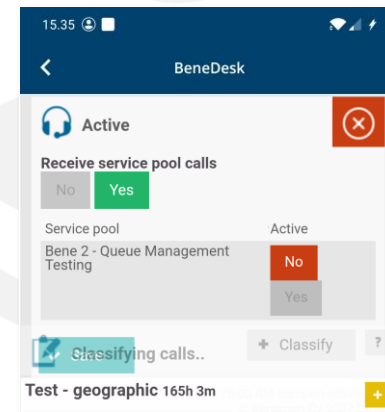 15.35
BeneDesk
Active
Receive service pool calls
No Yes
Service pool Active
Bene 2 - Queue Management
Testing
No
Yes
Classifying calls..
+ Classify ?
Test - geographic 165h 3m +